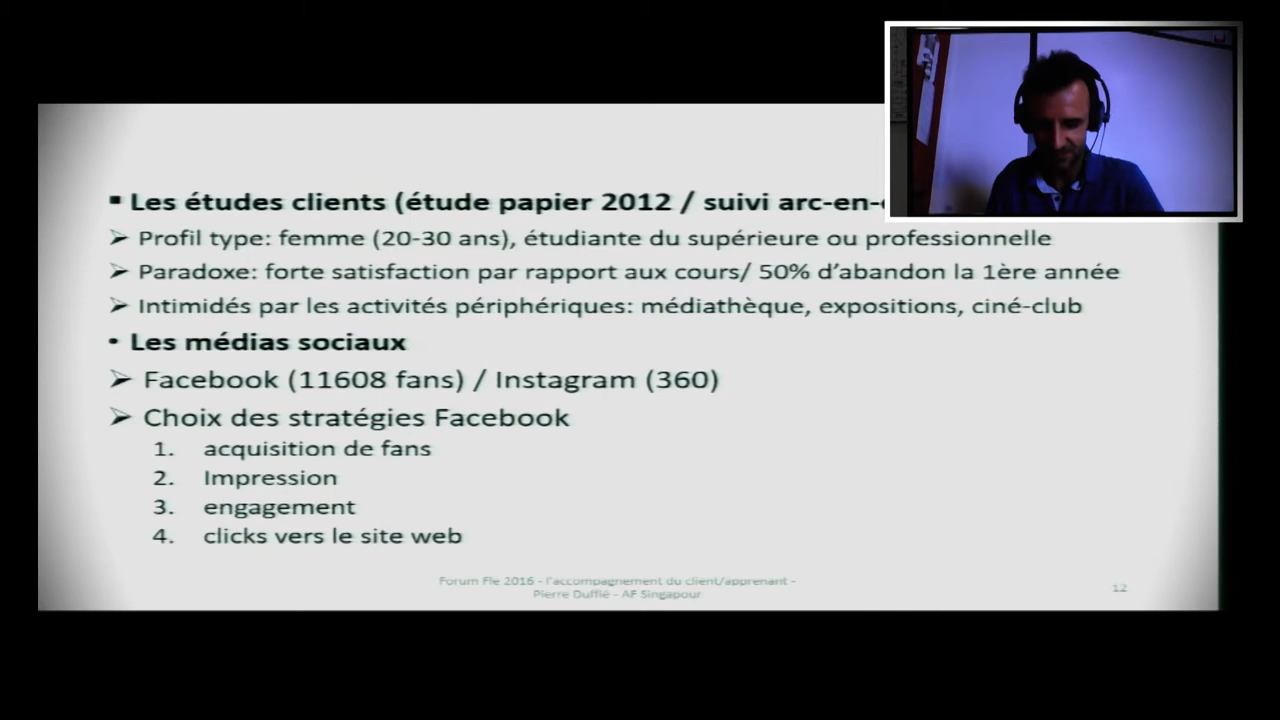 ▪ Les études clients (étude papier 2012 / suivi arc-en-
➢ Profil type: femme (20-30 ans), étudiante du supérieure ou professionnelle
➢ Paradoxe: forte satisfaction par rapport aux cours/ 50% d’abandon la 1ère année
➢ Intimidés par les activités périphériques: médiathèque, expositions, ciné-club
• Les médias sociaux
➢ Facebook (11608 fans) / Instagram (360)
➢ Choix des stratégies Facebook
1. acquisition de fans
2. Impression
3. engagement
4. clicks vers le site web
Forum Fle 2016 - l'accompagnement du client/apprenant -
Pierre Duffié - AF Singapour
12